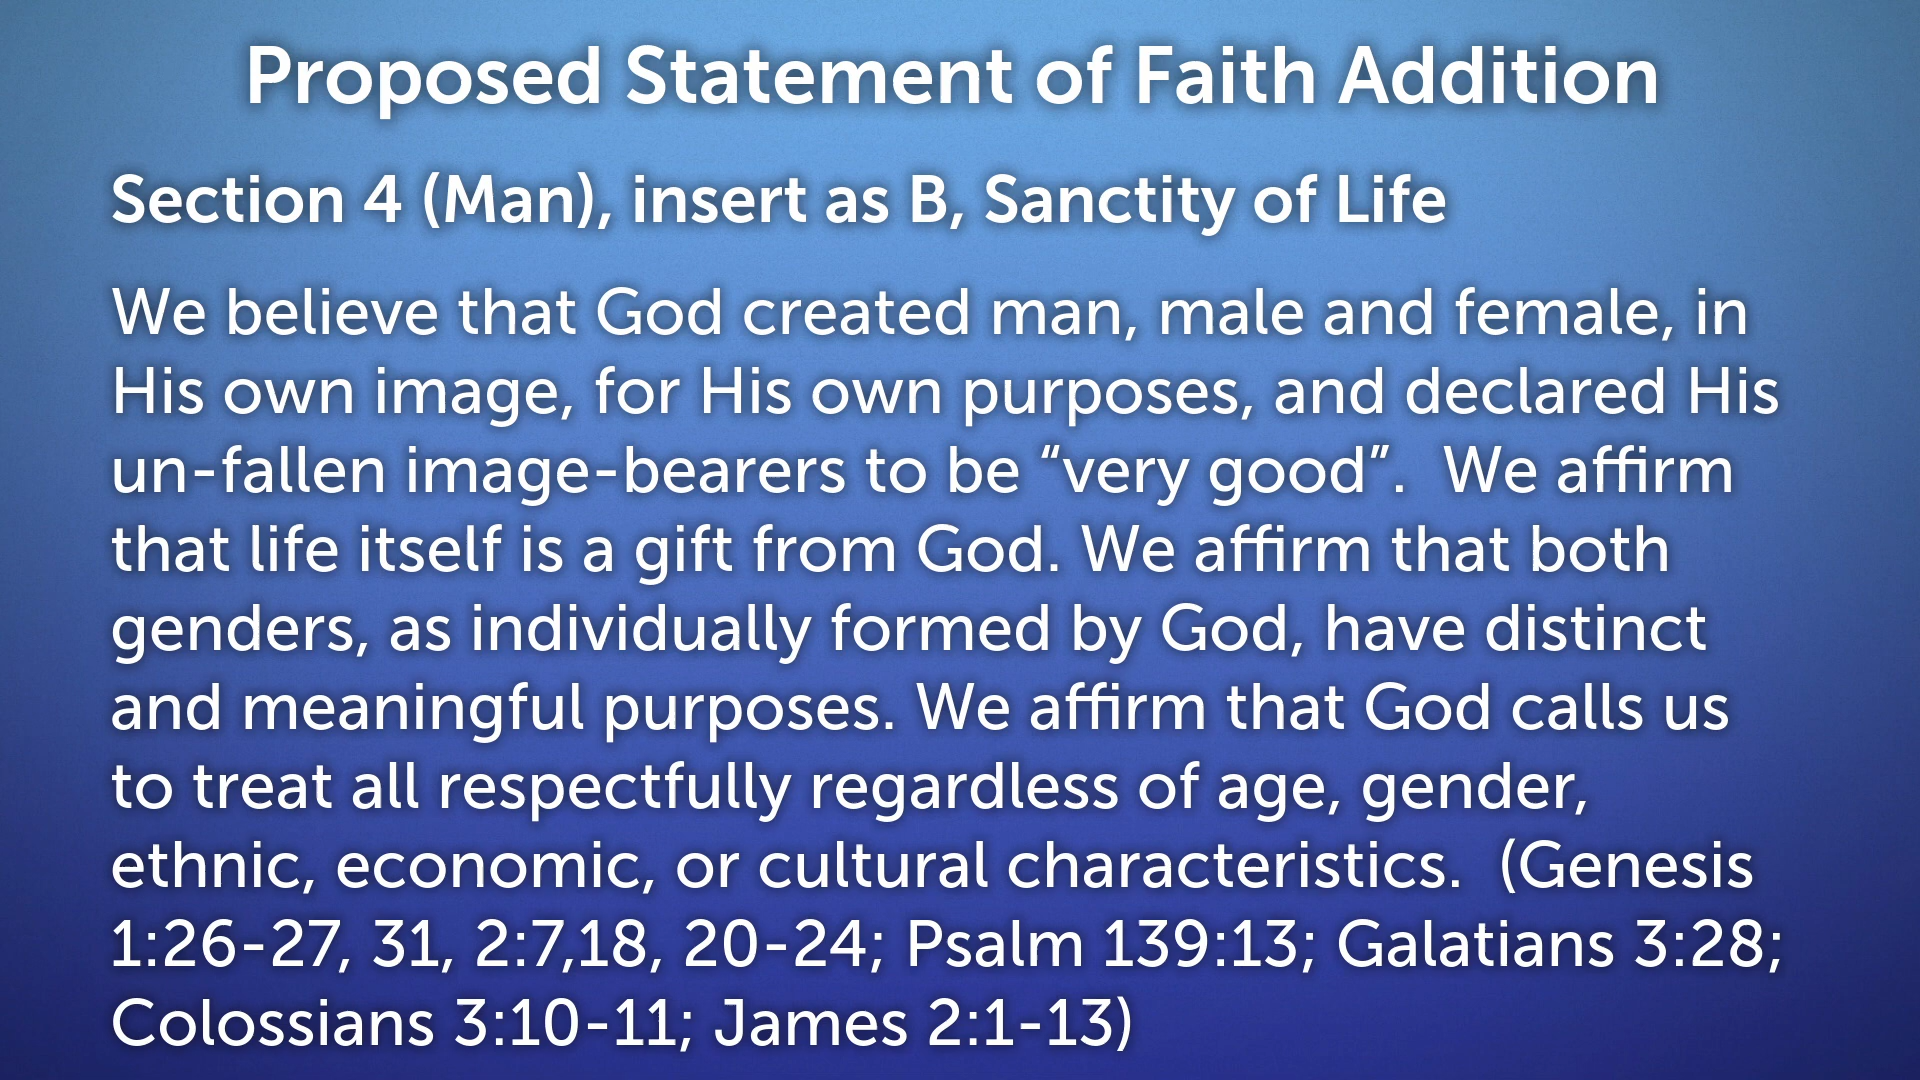 Proposed Statement of Faith Addition
Section 4 (Man), insert as B, Sanctity of Life
We believe that God created man, male and female, in
His own image, for His own purposes, and declared His
un-fallen image-bearers to be “very good”.  We affirm
that life itself is a gift from God. We affirm that both
genders, as individually formed by God, have distinct
and meaningful purposes. We affirm that God calls us
to treat all respectfully regardless of age, gender,
ethnic, economic, or cultural characteristics.  (Genesis
1:26-27, 31, 2:7,18, 20-24; Psalm 139:13; Galatians 3:28;
Colossians 3:10-11; James 2:1-13)